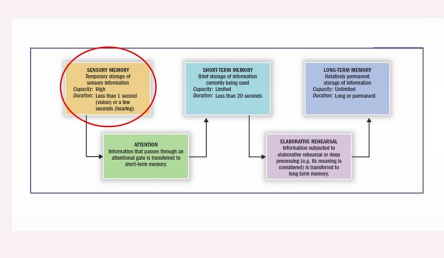 SENSORY MEMORY
Temporary storage of
sensory information
Capacity: High
Duration: Less than 1 second
(vision) or a few
seconds (hearing)
SHORT-TERM MEMORY
Brief storage of information
currently being used
Capacity: Limited
Duration: Less than 20 seconds
LONG-TERM MEMORY
Relatively permanent
storage of information
Capacity: Unlimited
Duration: Long or permanent
ATTENTION
Information that passes through an
attentional gate is transferred to
short-term memory.
ELABORATIVE REHEARSAL
Information subjected to
elaborative rehearsal or deep
processing (e.g. its meaning is
considered) is transferred to
long-term memory.